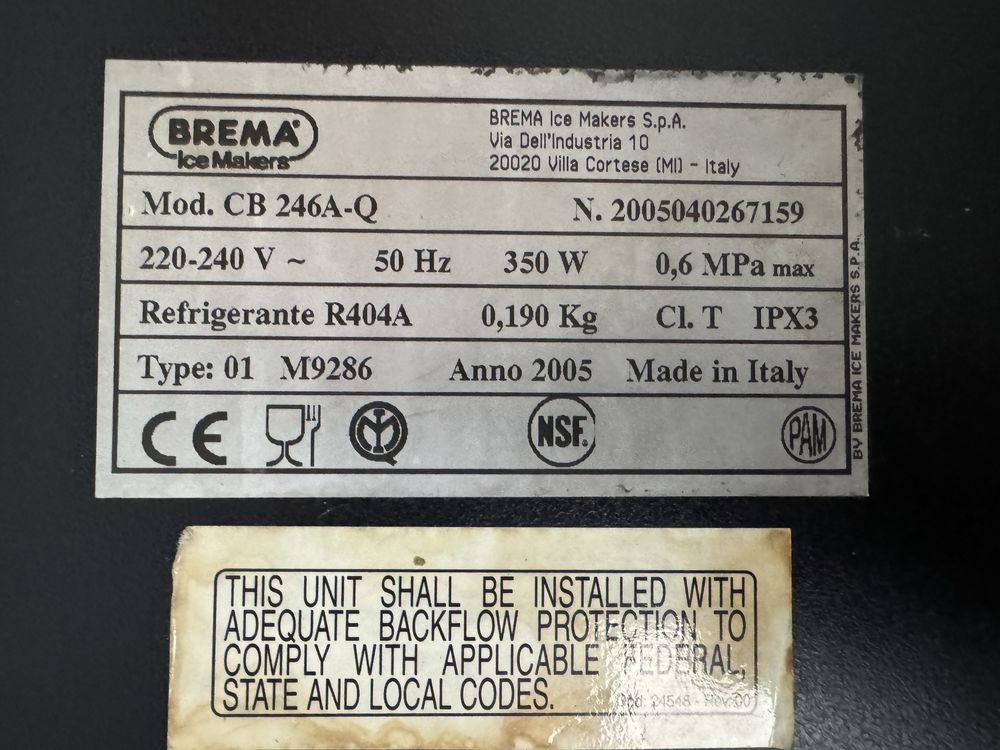 BREMA®
Ice Makers
BREMA Ice Makers S.p.A.
Via Dell'Industria 10
20020 Villa Cortese (MI) - Italy
Mod. CB 246A-Q N. 2005040267159
220-240 V ~ 50 Hz 350 W 0,6 MPa max
Refrigerante R404A 0,190 Kg Cl. T IPX3
Type: 01 M9286 Anno 2005 Made in Italy
CE NSF® PAM
BY BREMA ICE MAKERS S.P.A.
THIS UNIT SHALL BE INSTALLED WITH
ADEQUATE BACKFLOW PROTECTION TO
COMPLY WITH APPLICABLE FEDERAL,
STATE AND LOCAL CODES.
24548 - Rev. 00